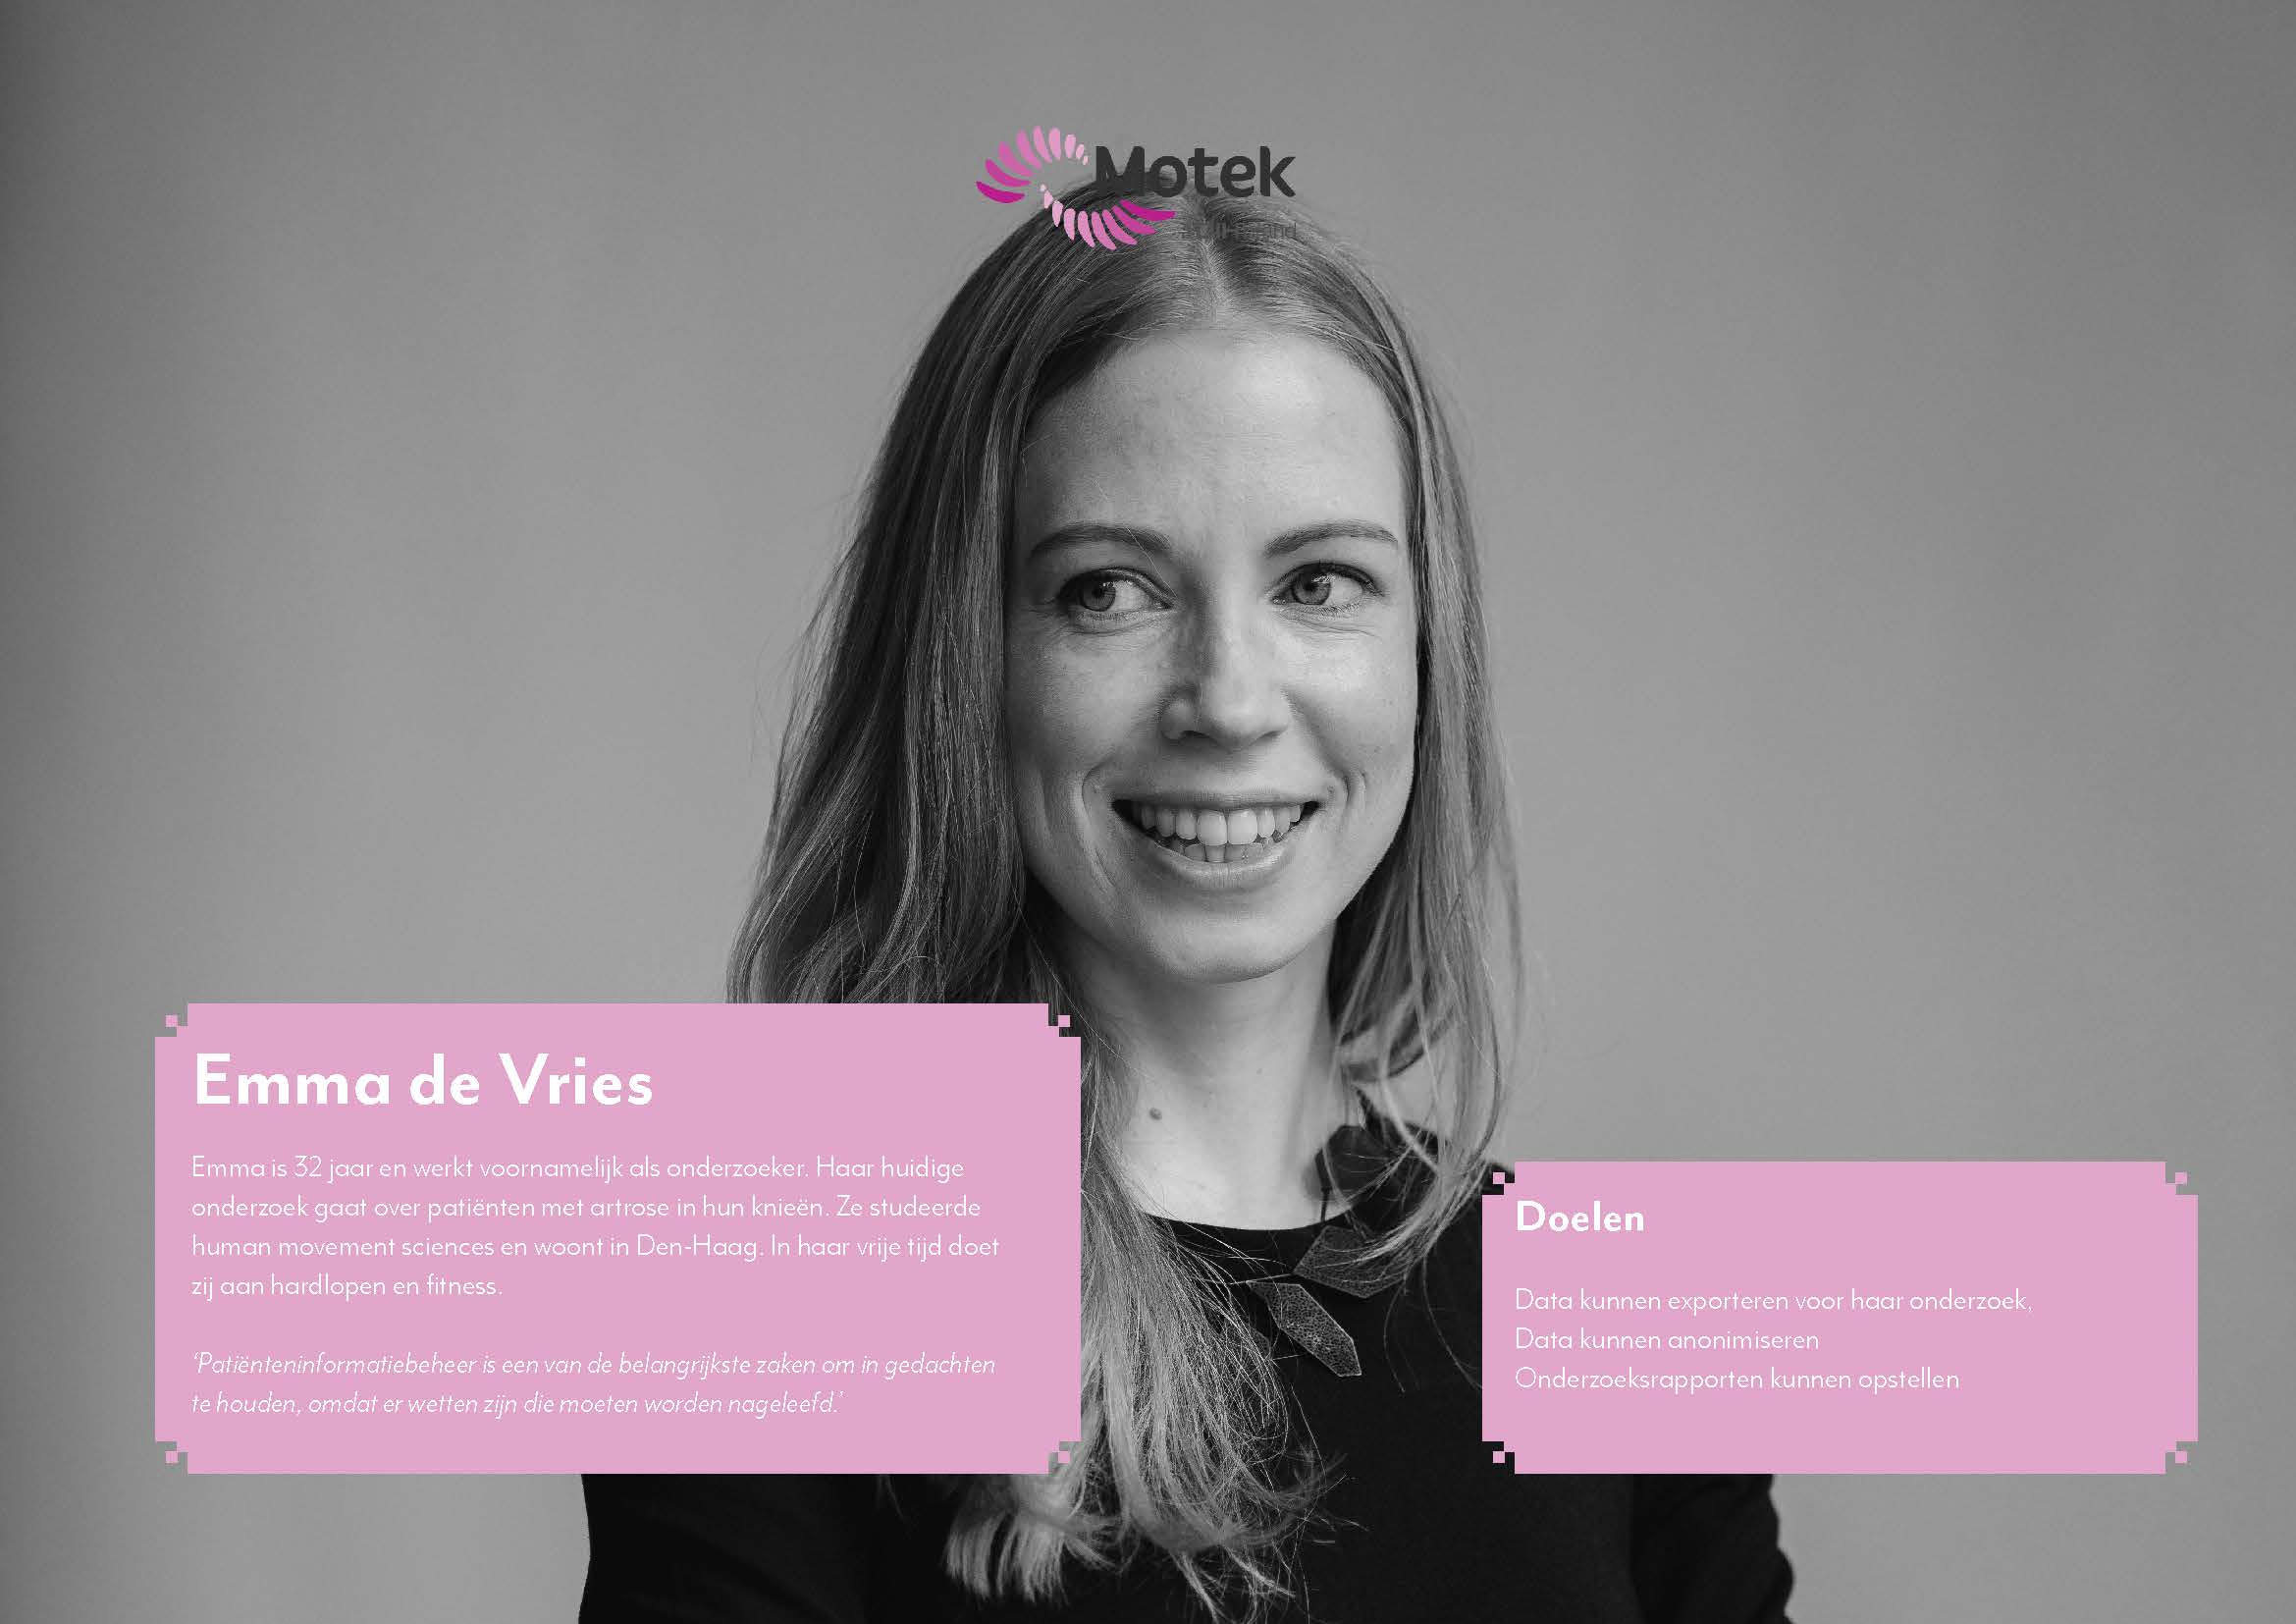 Motek
Emma de Vries
Emma is 32 jaar en werkt voornamelijk als onderzoeker. Haar huidige
onderzoek gaat over patiënten met artrose in hun knieën. Ze studeerde
human movement sciences en woont in Den-Haag. In haar vrije tijd doet
zij aan hardlopen en fitness.
‘Patiënteninformatiebeheer is een van de belangrijkste zaken om in gedachten
te houden, omdat er wetten zijn die moeten worden nageleefd.’
Doelen
Data kunnen exporteren voor haar onderzoek,
Data kunnen anonimiseren
Onderzoeksrapporten kunnen opstellen